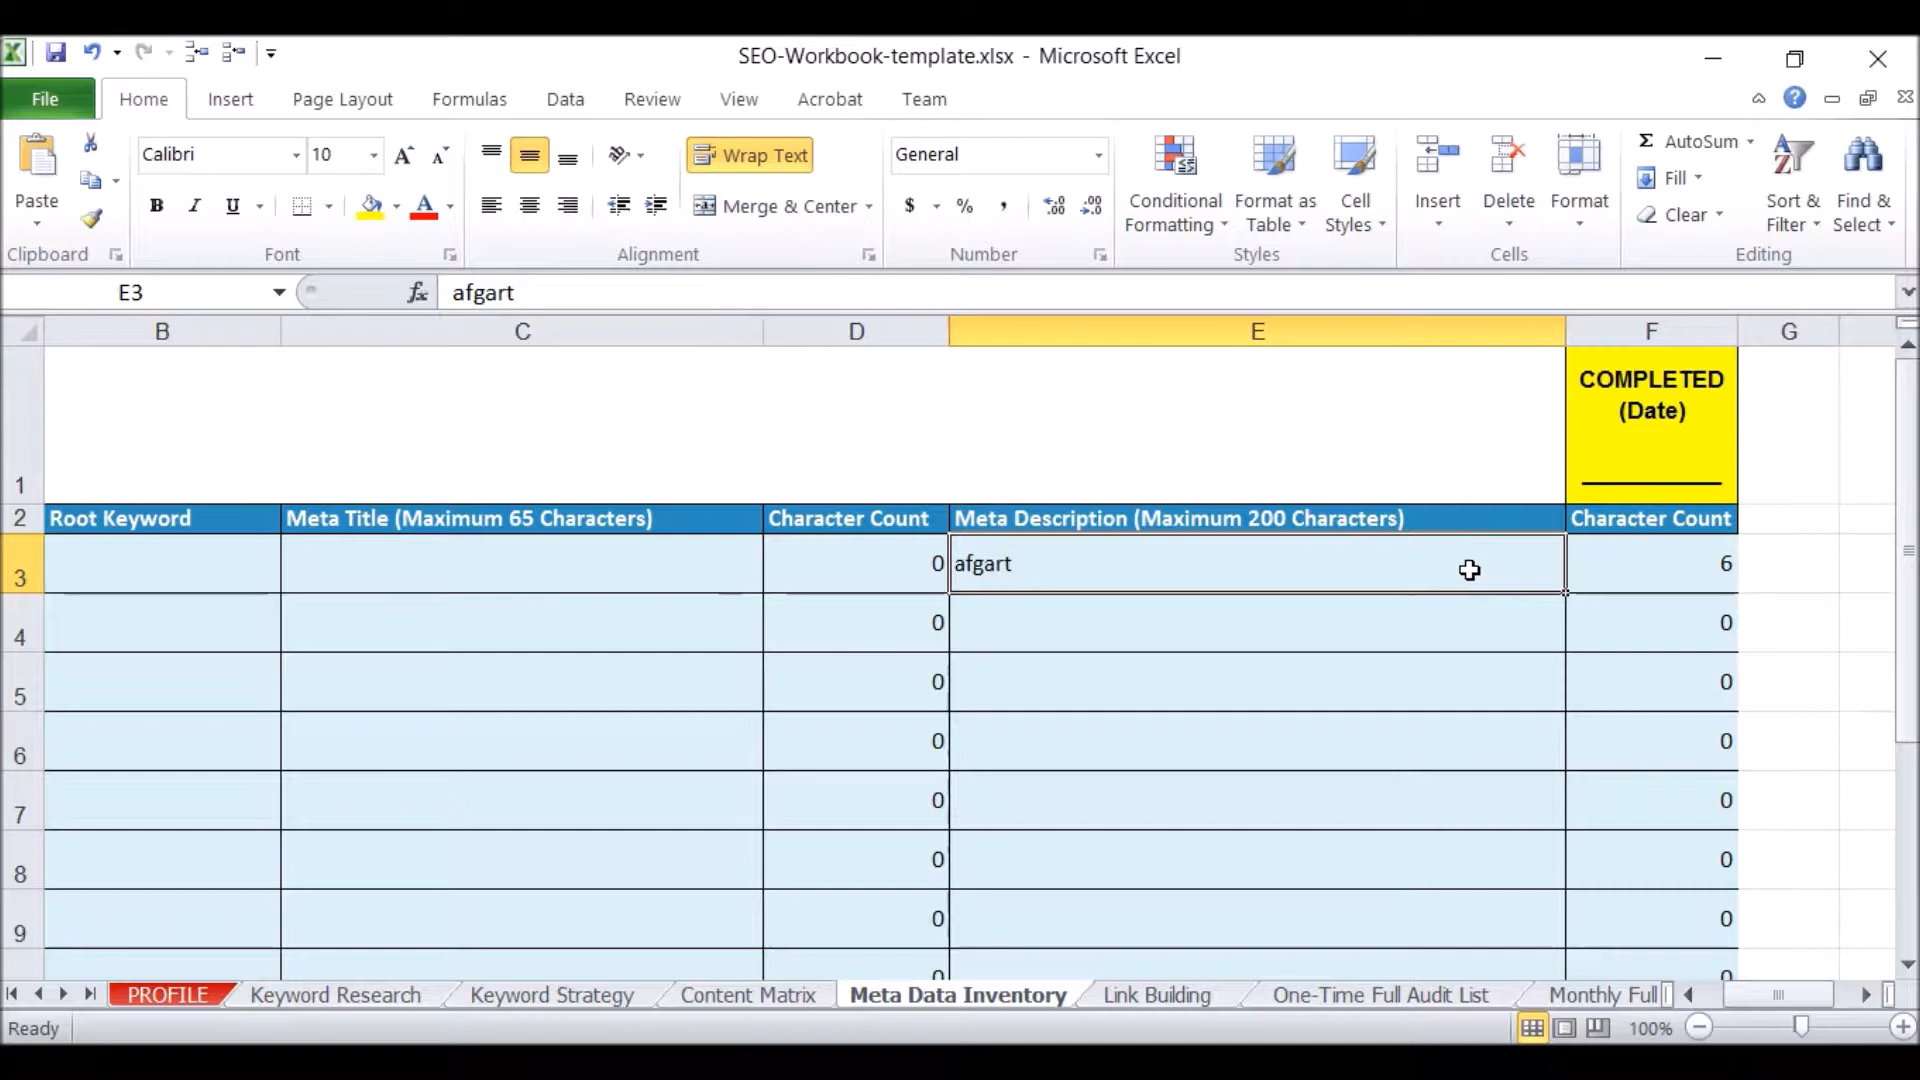 SEO-Workbook-template.xlsx - Microsoft Excel
File Home Insert Page Layout Formulas Data Review View Acrobat Team
Paste
Clipboard
Calibri 10
B I U A
Font
Wrap Text
Merge & Center
Alignment
General
$ % ,
Number
Conditional Formatting
Format as Table
Cell Styles
Styles
Insert Delete Format
Cells
Σ AutoSum
Fill
Clear
Sort & Filter
Find & Select
Editing
E3 fx afgart
B C D E F G
COMPLETED
(Date)
1
2 Root Keyword Meta Title (Maximum 65 Characters) Character Count Meta Description (Maximum 200 Characters) Character Count
3 0 afgart 6
4 0 0
5 0 0
6 0 0
7 0 0
8 0 0
9 0 0
0 0
PROFILE Keyword Research Keyword Strategy Content Matrix Meta Data Inventory Link Building One-Time Full Audit List Monthly Full
Ready 100%